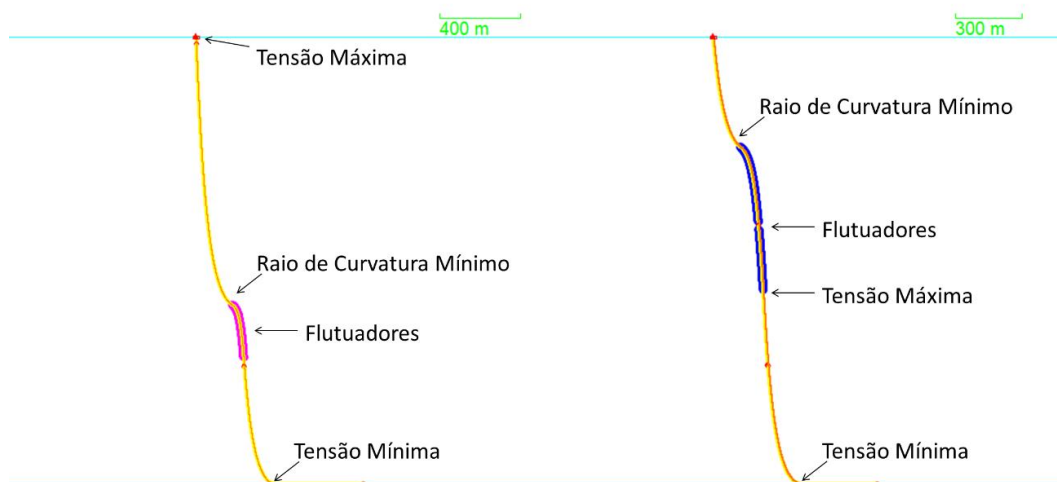 400 m
300 m
Tensão Máxima
Raio de Curvatura Mínimo
Flutuadores
Tensão Mínima
Raio de Curvatura Mínimo
Flutuadores
Tensão Máxima
Tensão Mínima